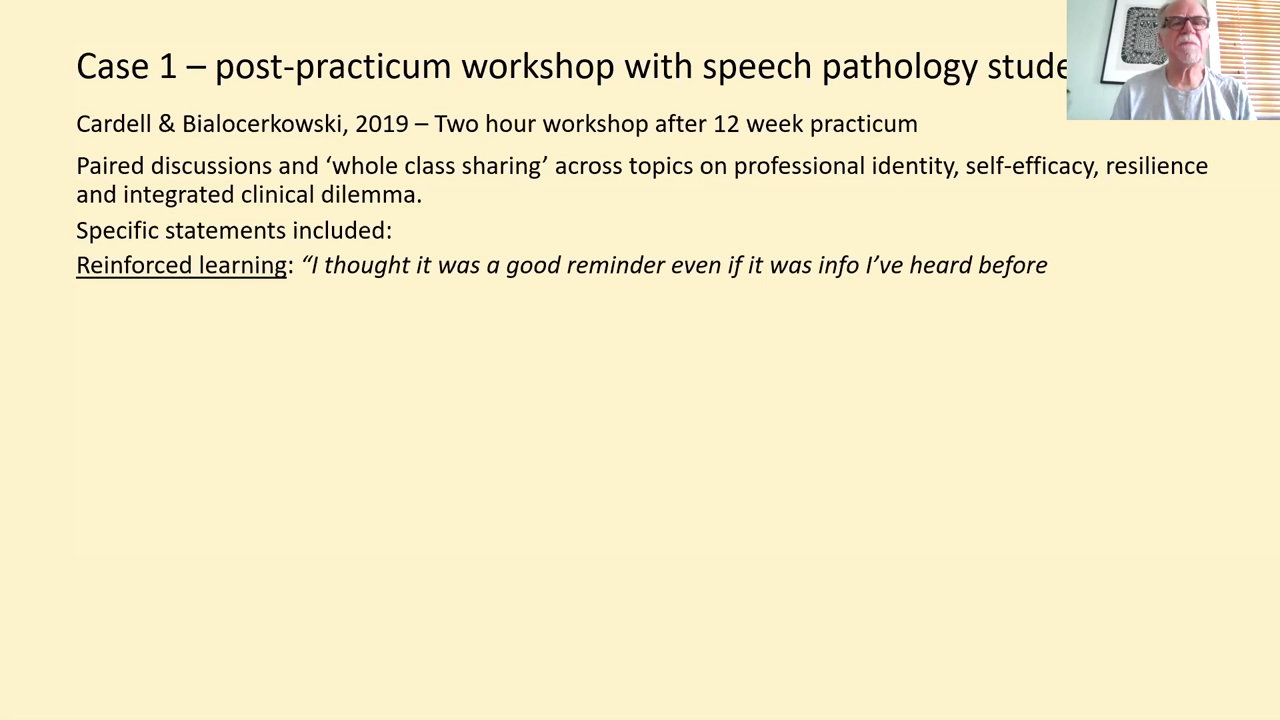 Case 1 – post-practicum workshop with speech pathology
Cardell & Bialocerkowski, 2019 – Two hour workshop after 12 week practicum
Paired discussions and ‘whole class sharing’ across topics on professional identity, self-efficacy, resilience
and integrated clinical dilemma.
Specific statements included:
Reinforced learning: “I thought it was a good reminder even if it was info I’ve heard before